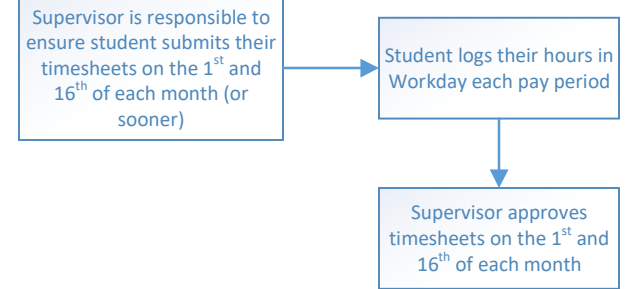 Supervisor is responsible to
ensure student submits their
timesheets on the 1st and
16th of each month (or
sooner)
Student logs their hours in
Workday each pay period
Supervisor approves
timesheets on the 1st and
16th of each month